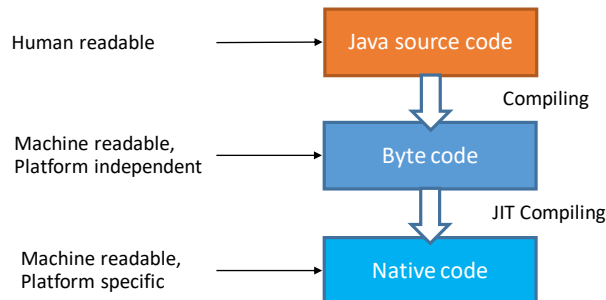 Human readable
Java source code
Compiling
Machine readable,
Platform independent
Byte code
JIT Compiling
Machine readable,
Platform specific
Native code